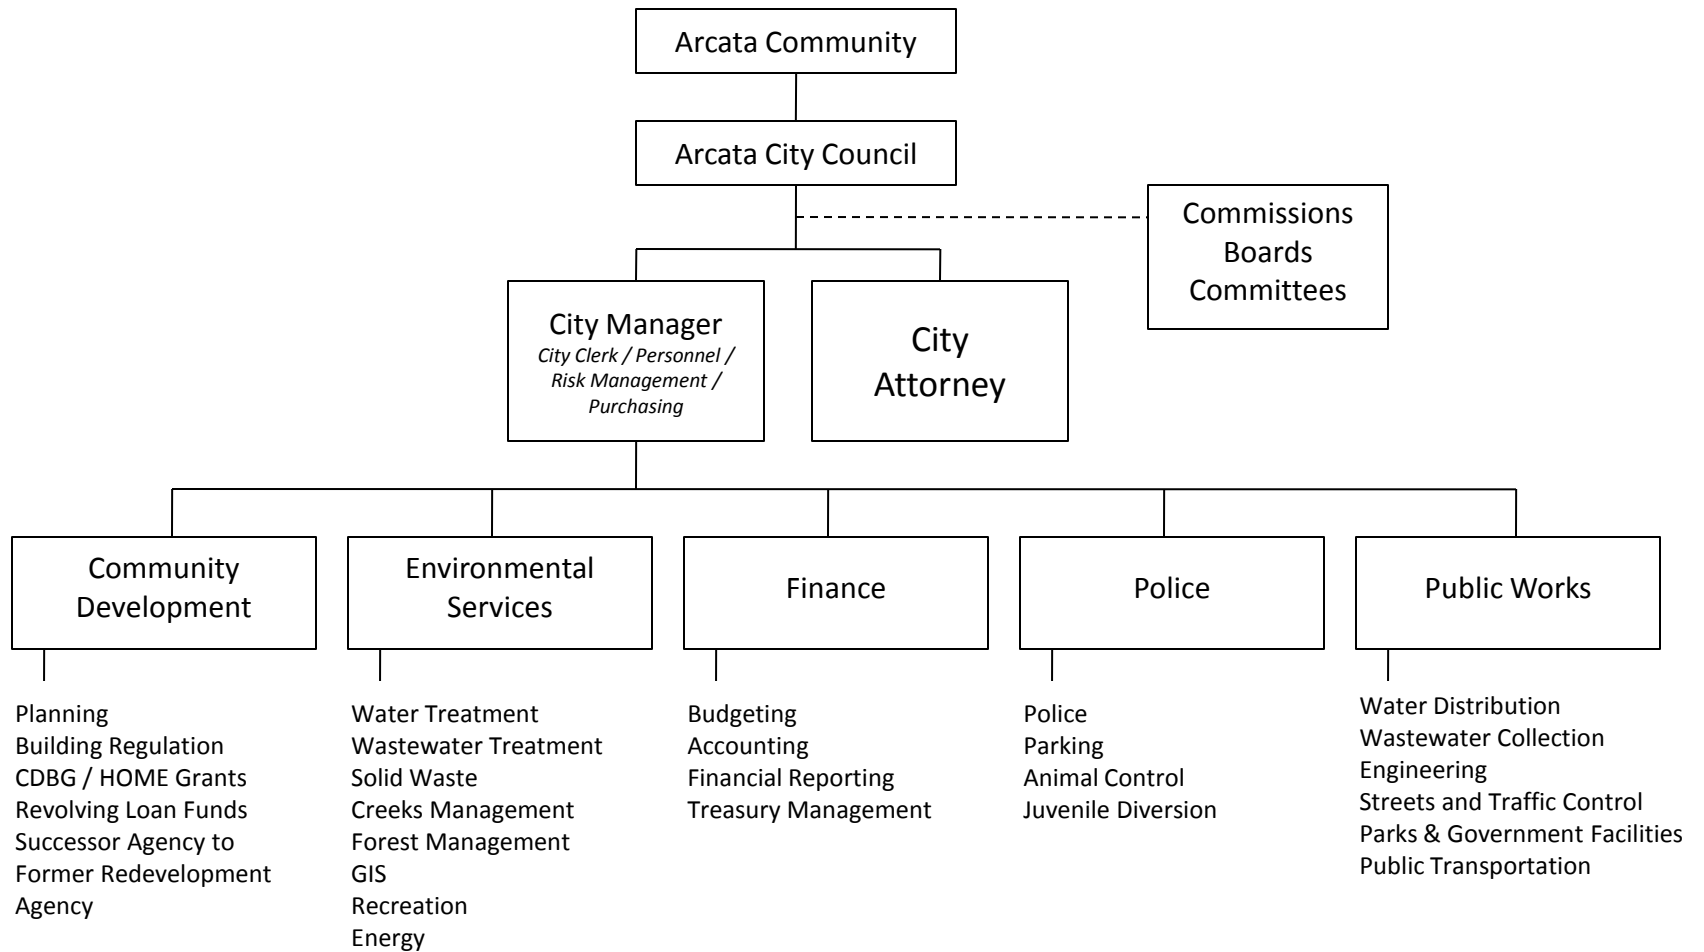 Arcata Community
Arcata City Council
Commissions
Boards
Committees
City Manager
City Clerk / Personnel /
Risk Management /
Purchasing
City
Attorney
Community
Development
Environmental
Services
Finance
Police
Public Works
Planning
Building Regulation
CDBG / HOME Grants
Revolving Loan Funds
Successor Agency to
Former Redevelopment
Agency
Water Treatment
Wastewater Treatment
Solid Waste
Creeks Management
Forest Management
GIS
Recreation
Energy
Budgeting
Accounting
Financial Reporting
Treasury Management
Police
Parking
Animal Control
Juvenile Diversion
Water Distribution
Wastewater Collection
Engineering
Streets and Traffic Control
Parks & Government Facilities
Public Transportation